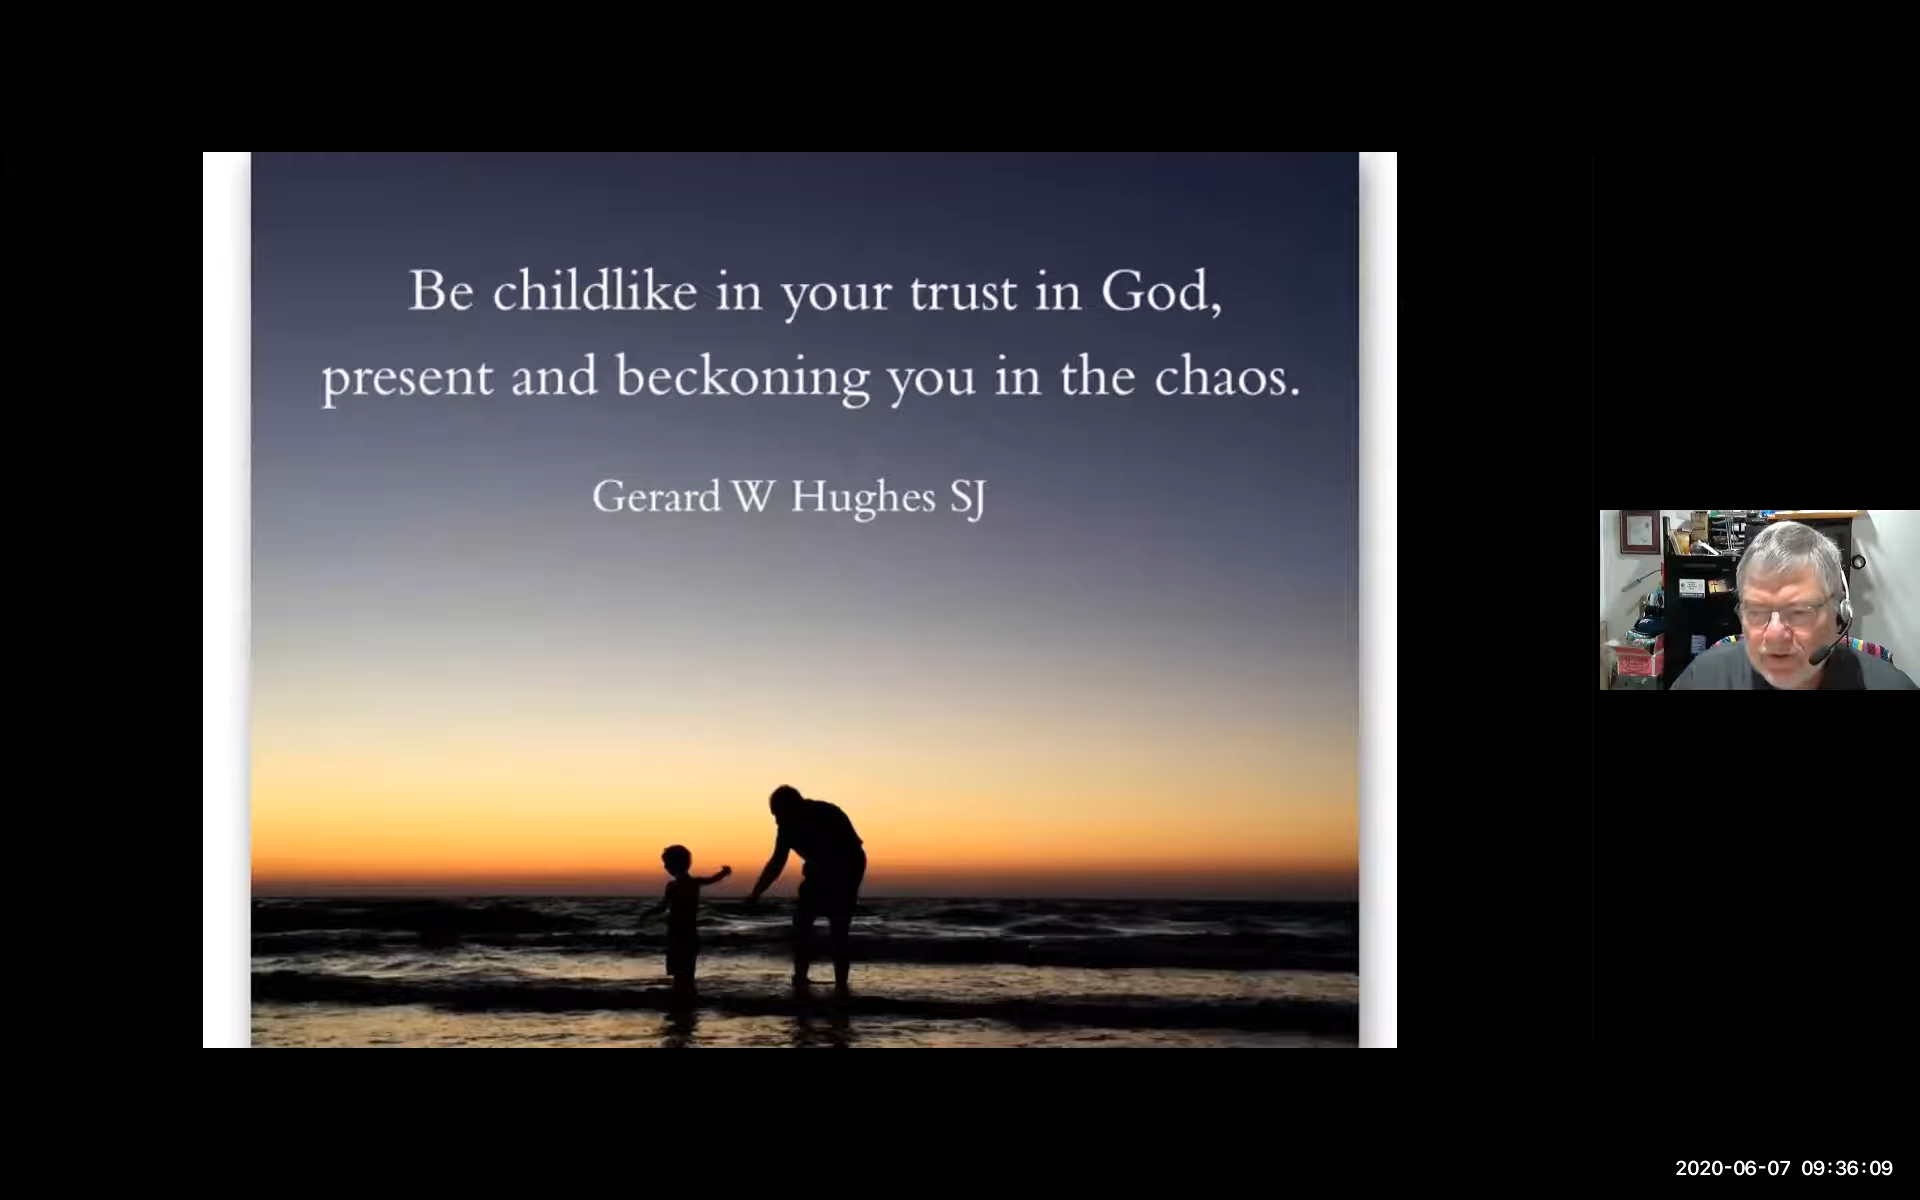 Be childlike in your trust in God,
present and beckoning you in the chaos.
Gerard W Hughes SJ
2020-06-07 09:36:09